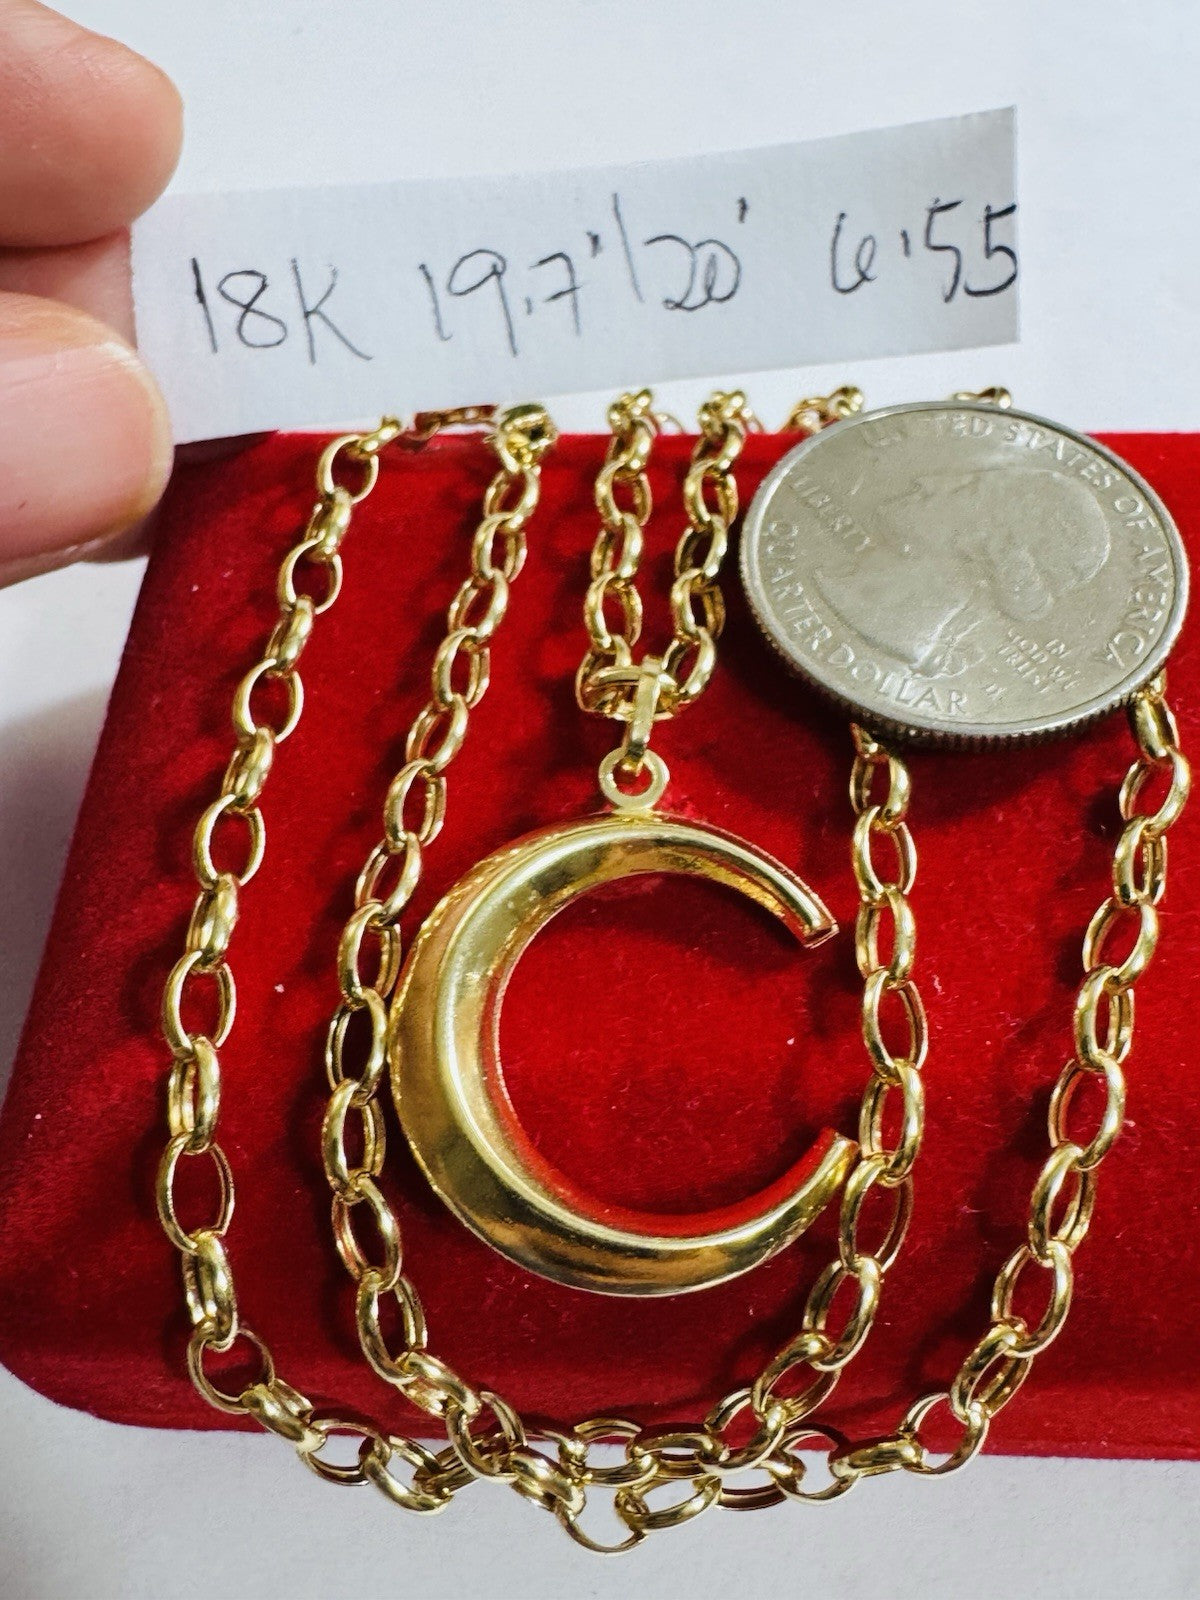 18K 19.7"/20' 6.55
UNITED STATES OF AMERICA
LIBERTY
IN
GOD WE
TRUST
QUARTER DOLLAR